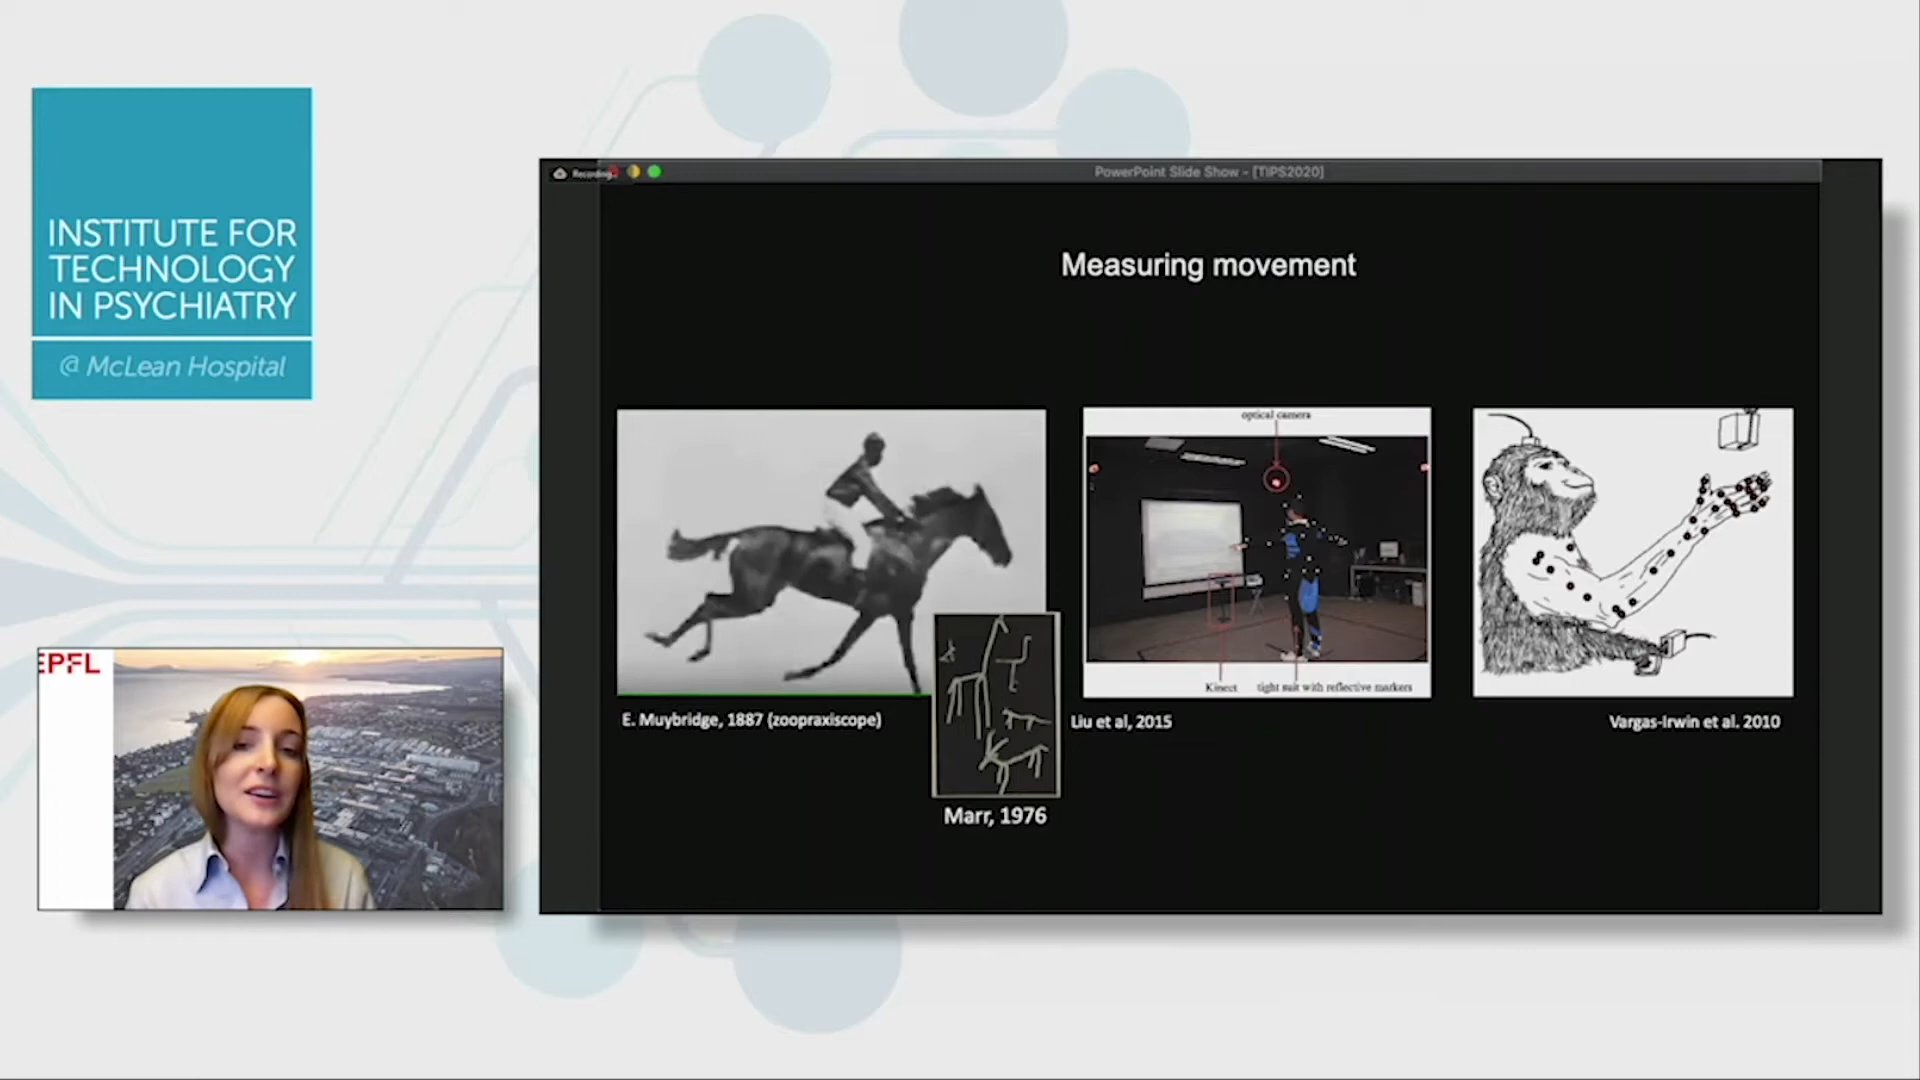 INSTITUTE FOR
TECHNOLOGY
IN PSYCHIATRY
@ McLean Hospital
EPFL
Recording...
PowerPoint Slide Show - [TiPS2020]
Measuring movement
optical camera
Kinect
tight suit with reflective markers
E. Muybridge, 1887 (zoopraxiscope)
Liu et al, 2015
Vargas-Irwin et al. 2010
Marr, 1976